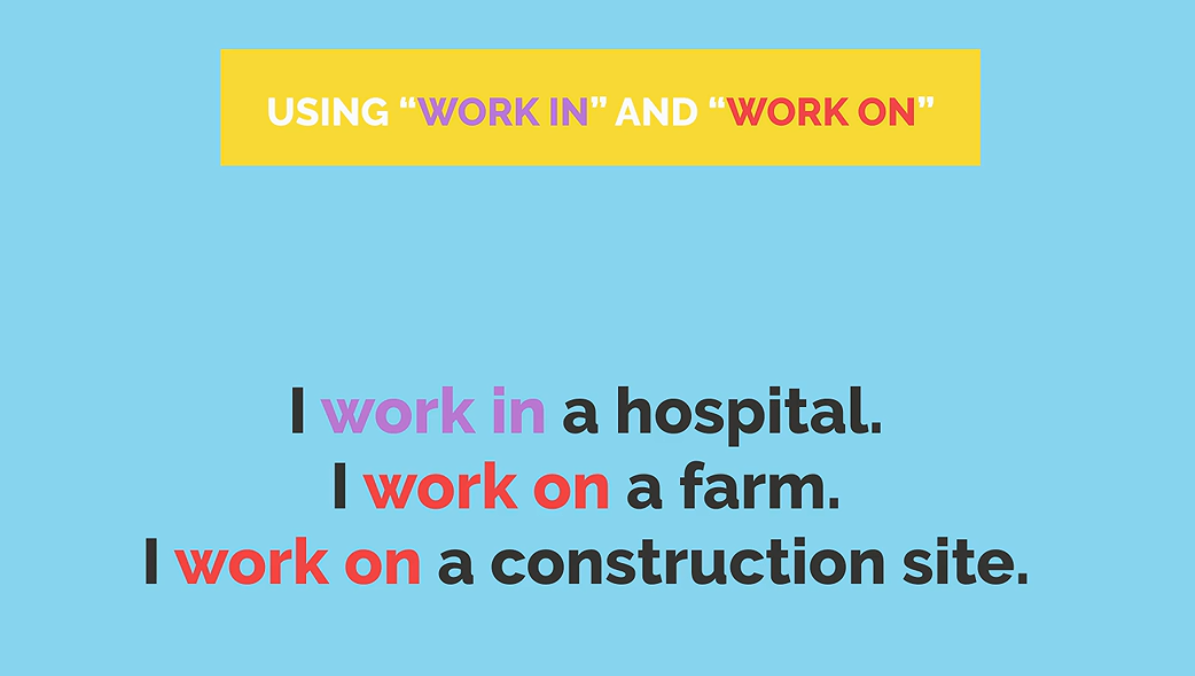 USING “WORK IN” AND “WORK ON”
I work in a hospital.
I work on a farm.
I work on a construction site.